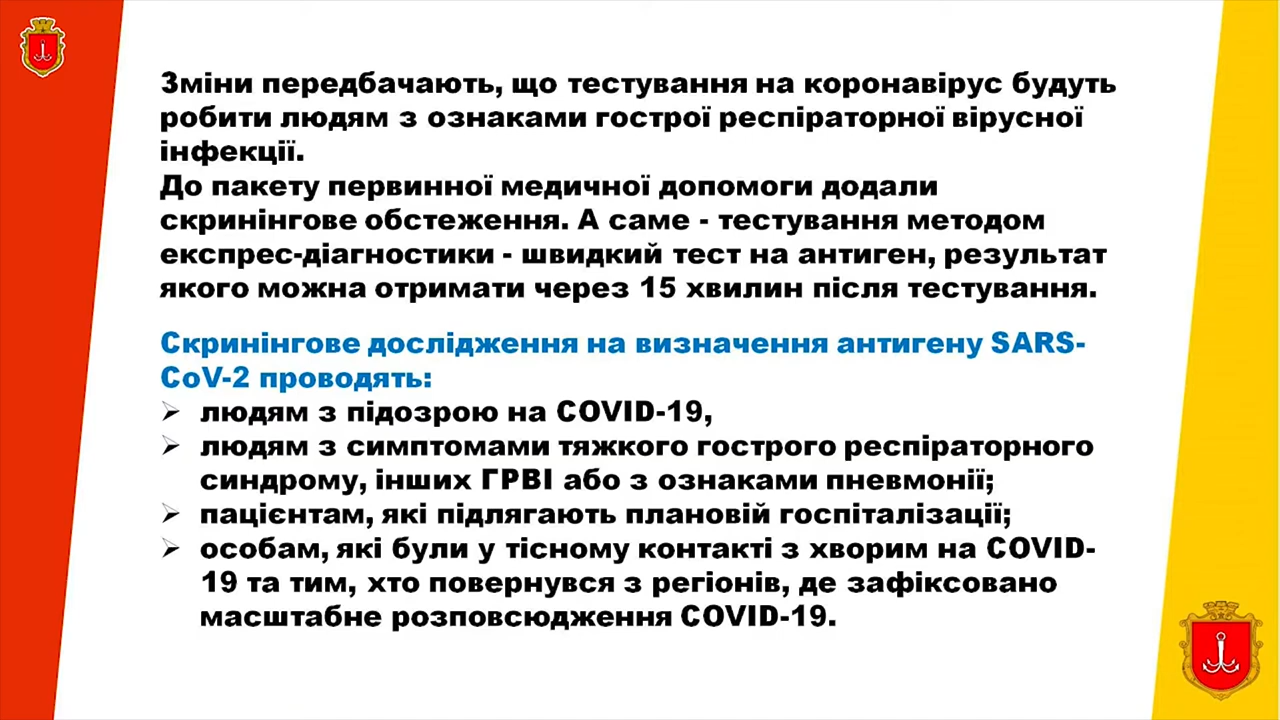 Зміни передбачають, що тестування на коронавірус будуть
робити людям з ознаками гострої респіраторної вірусної
інфекції.
До пакету первинної медичної допомоги додали
скринінгове обстеження. А саме - тестування методом
експрес-діагностики - швидкий тест на антиген, результат
якого можна отримати через 15 хвилин після тестування.
Скринінгове дослідження на визначення антигену SARS-
CoV-2 проводять:
➢ людям з підозрою на COVID-19,
➢ людям з симптомами тяжкого гострого респіраторного
синдрому, інших ГРВІ або з ознаками пневмонії;
➢ пацієнтам, які підлягають плановій госпіталізації;
➢ особам, які були у тісному контакті з хворим на COVID-
19 та тим, хто повернувся з регіонів, де зафіксовано
масштабне розповсюдження COVID-19.